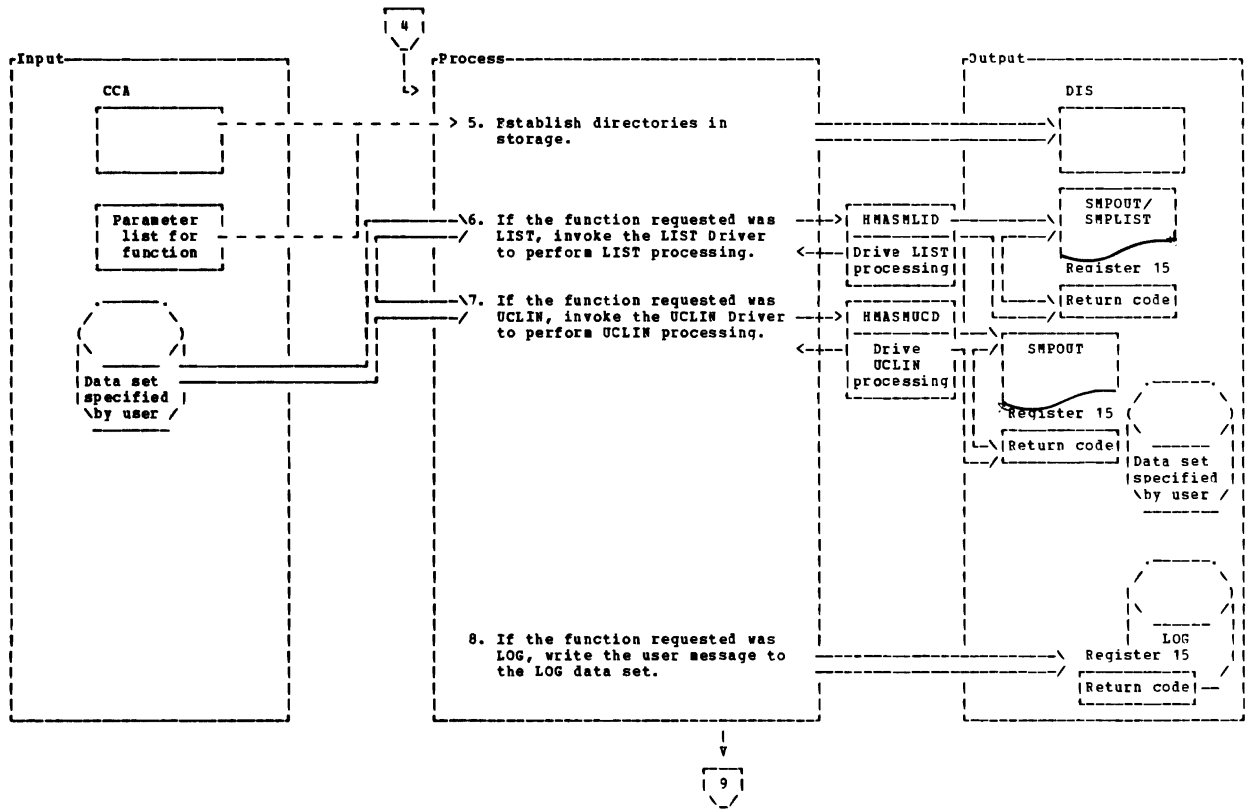 4
Input
Process
Output
CCA
DIS
5. Establish directories in
storage.
Parameter
list for
function
6. If the function requested was
LIST, invoke the LIST Driver
to perform LIST processing.
HMASMLID
Drive LIST
processing
SMPOUT/
SMPLIST
Register 15
Return code
7. If the function requested was
UCLIN, invoke the UCLIN Driver
to perform UCLIN processing.
HMASMUCD
Drive
UCLIN
processing
SMPOUT
Register 15
Return code
Data set
specified
by user
Data set
specified
by user
8. If the function requested was
LOG, write the user message to
the LOG data set.
LOG
Register 15
Return code
9